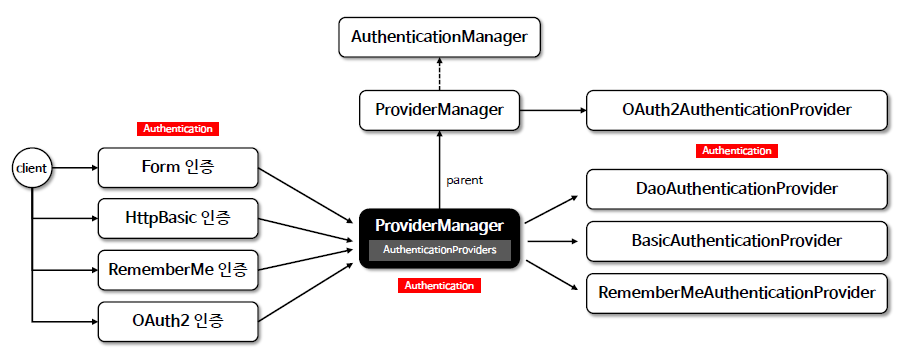 AuthenticationManager
ProviderManager
OAuth2AuthenticationProvider
Authentication
Authentication
client
Form 인증
parent
DaoAuthenticationProvider
HttpBasic 인증
ProviderManager
AuthenticationProviders
BasicAuthenticationProvider
RememberMe 인증
Authentication
RememberMeAuthenticationProvider
OAuth2 인증